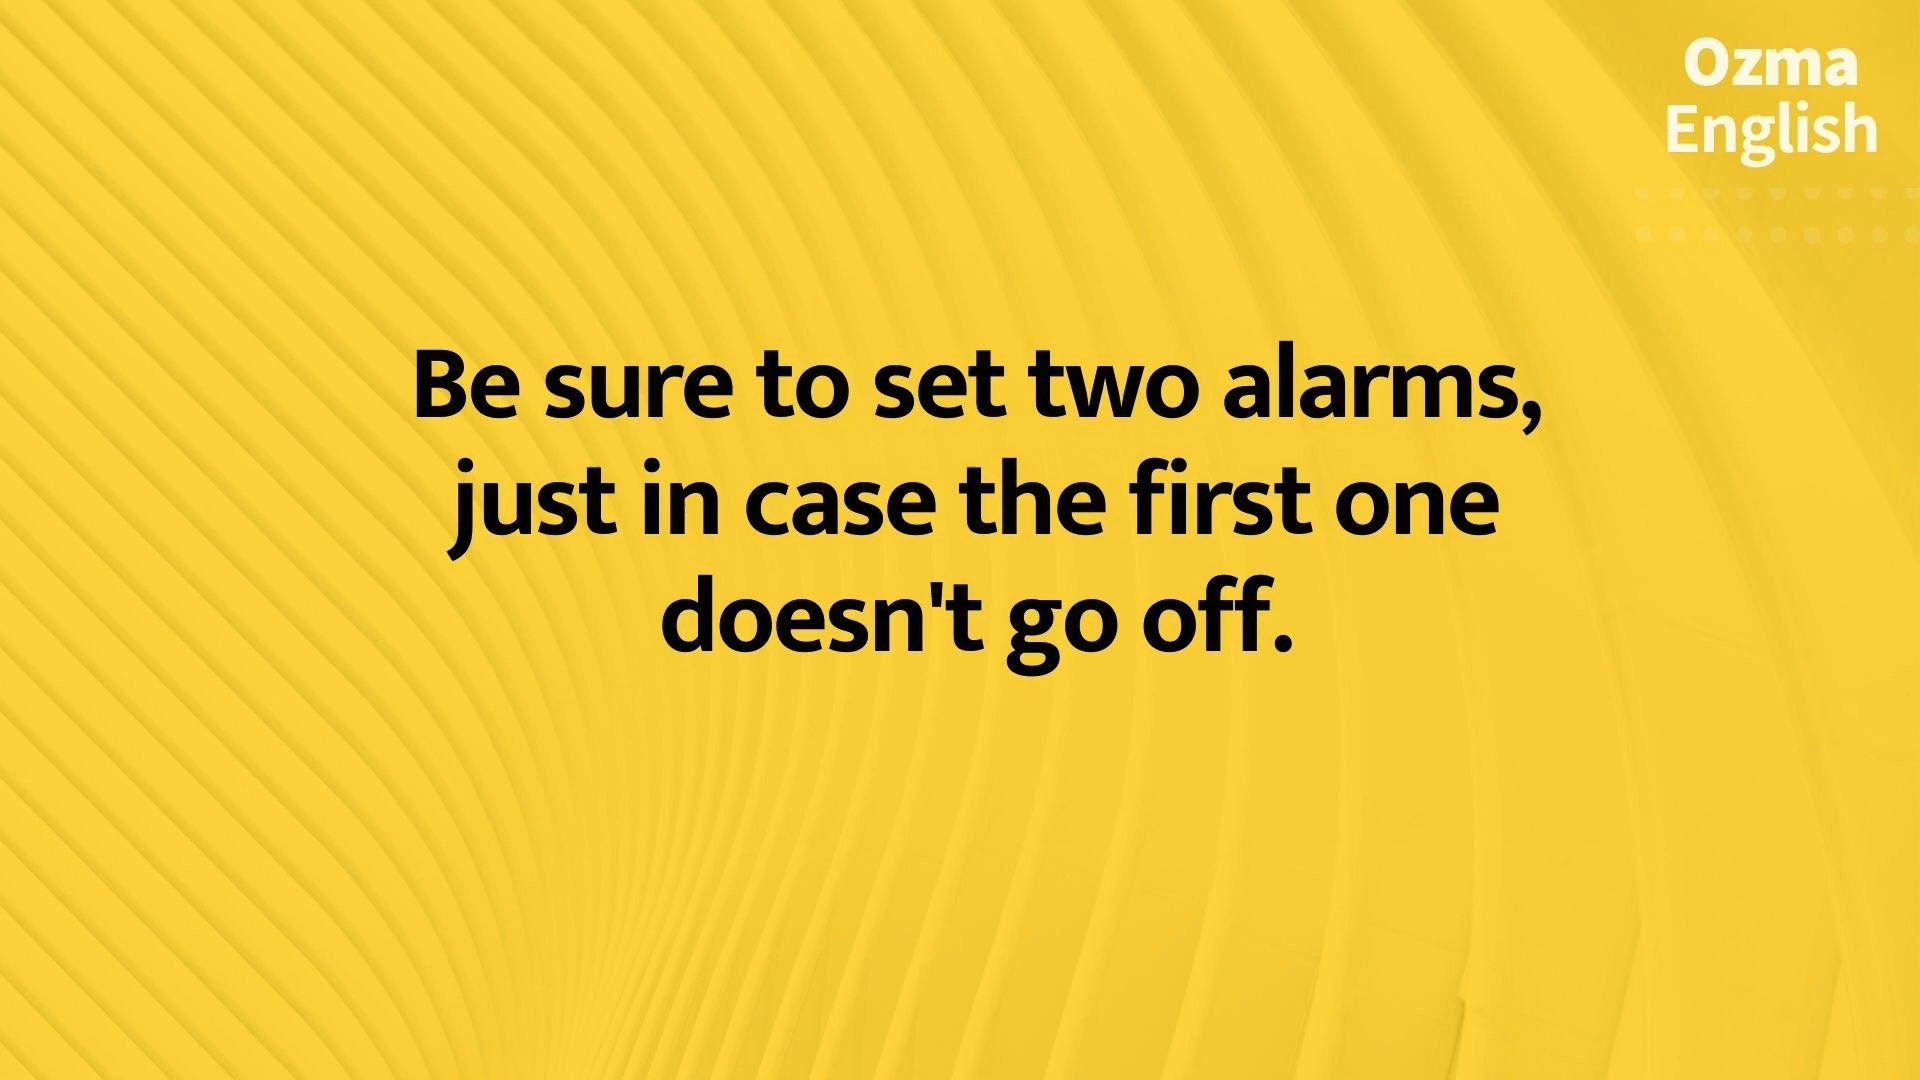 Ozma
English
Be sure to set two alarms,
just in case the first one
doesn't go off.